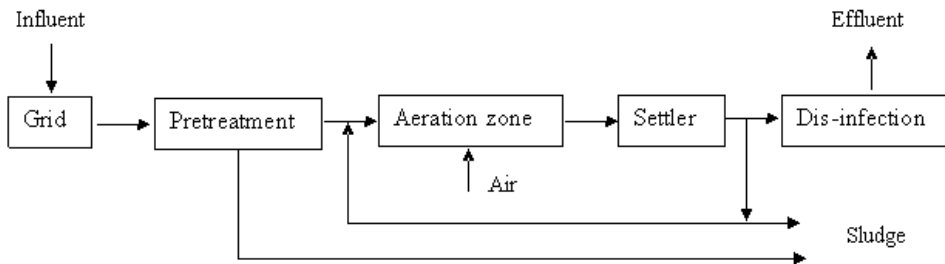 Influent
Effluent
Grid
Pretreatment
Aeration zone
Settler
Dis-infection
Air
Sludge